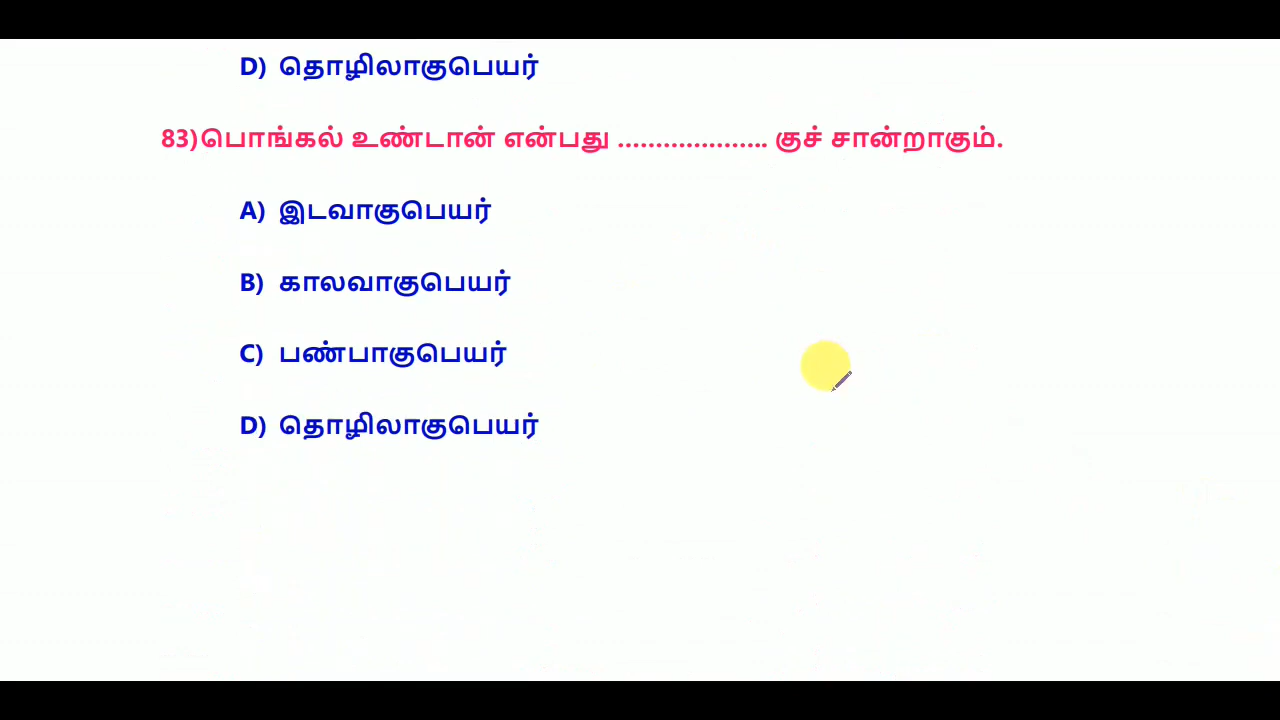 D) தொழிலாகுபெயர்
83)பொங்கல் உண்டான் என்பது .................... குச் சான்றாகும்.
A) இடவாகுபெயர்
B) காலவாகுபெயர்
C) பண்பாகுபெயர்
D) தொழிலாகுபெயர்